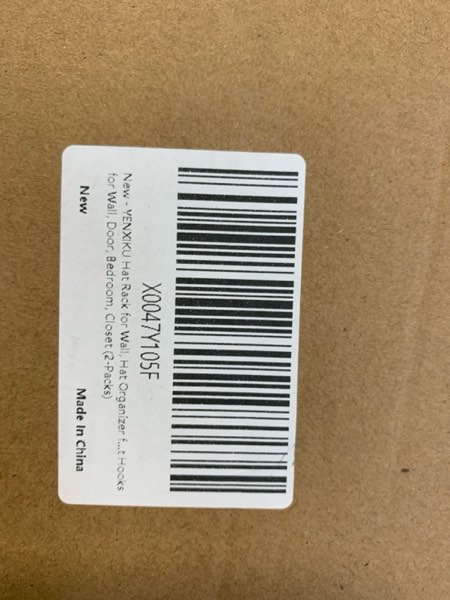 X0047Y105F
New - YENXIKU Hat Rack for Wall, Hat Organizer f...t Hooks
for Wall, Door, Bedroom, Closet (2-Packs)
New Made In China